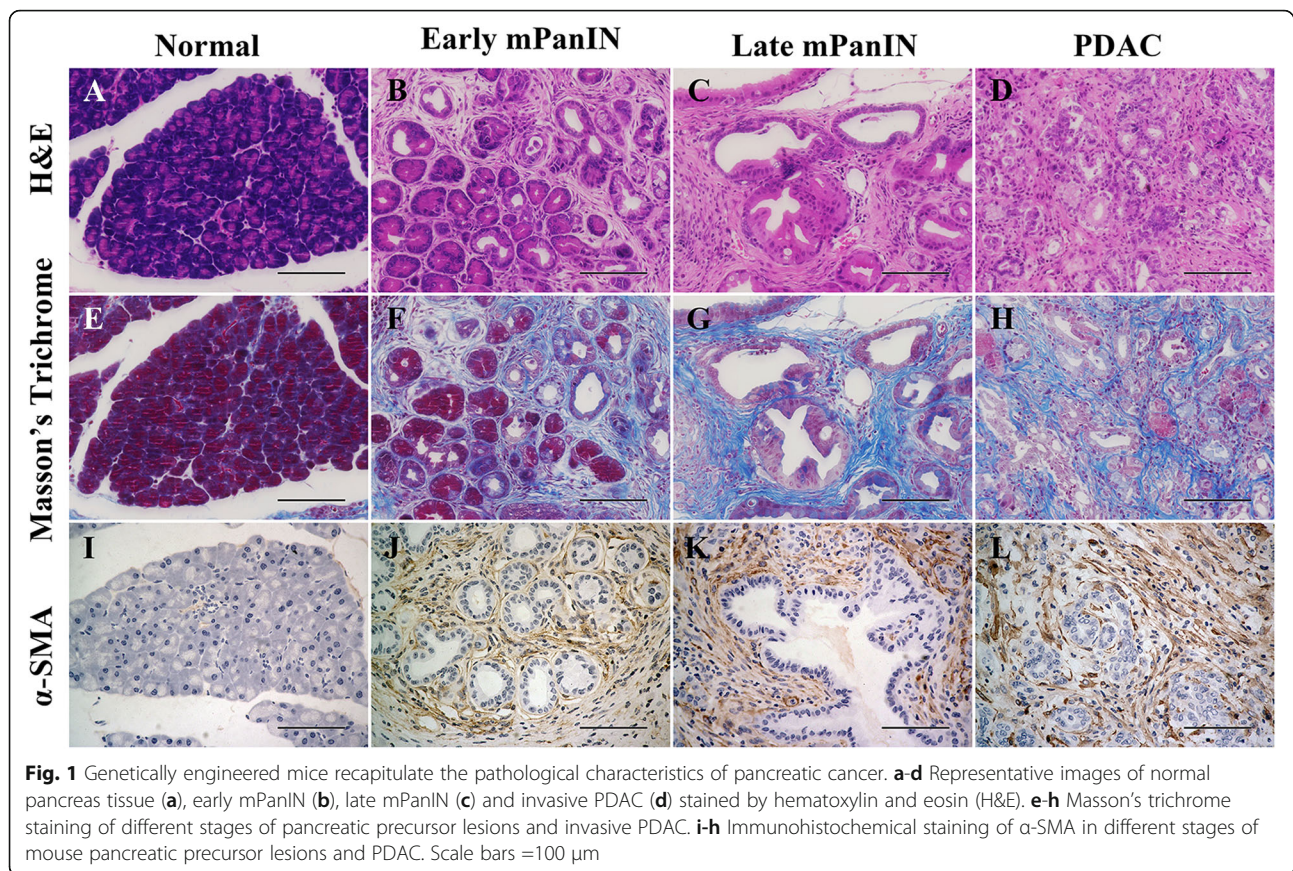 Normal
Early mPanIN
Late mPanIN
PDAC
H&E
A
B
C
D
Masson's Trichrome
E
F
G
H
α-SMA
I
J
K
L
Fig. 1 Genetically engineered mice recapitulate the pathological characteristics of pancreatic cancer. a-d Representative images of normal
pancreas tissue (a), early mPanIN (b), late mPanIN (c) and invasive PDAC (d) stained by hematoxylin and eosin (H&E). e-h Masson's trichrome
staining of different stages of pancreatic precursor lesions and invasive PDAC. i-h Immunohistochemical staining of α-SMA in different stages of
mouse pancreatic precursor lesions and PDAC. Scale bars =100 μm